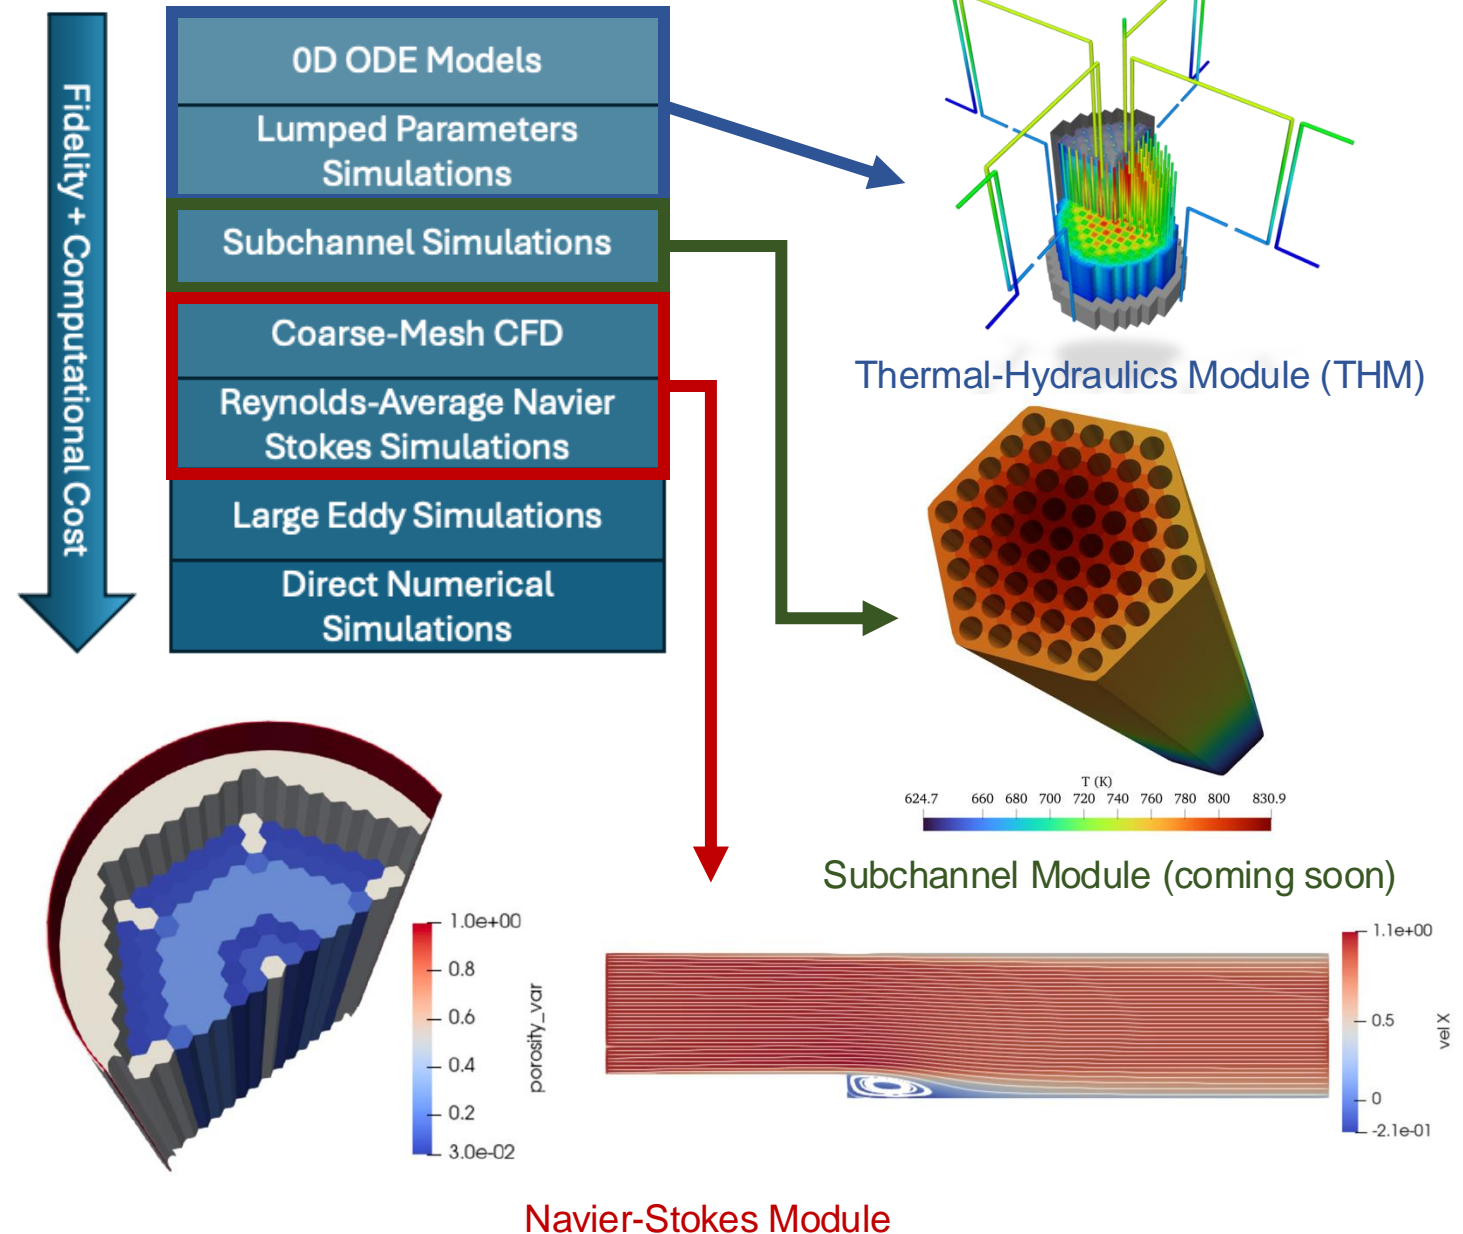 Fidelity + Computational Cost
0D ODE Models
Lumped Parameters
Simulations
Subchannel Simulations
Coarse-Mesh CFD
Reynolds-Average Navier
Stokes Simulations
Large Eddy Simulations
Direct Numerical
Simulations
Thermal-Hydraulics Module (THM)
T (K)
624.7 660 680 700 720 740 760 780 800 830.9
Subchannel Module (coming soon)
1.0e+00
0.8
0.6
0.4
0.2
3.0e-02
porosity_var
1.1e+00
0.5
0
-2.1e-01
vel X
Navier-Stokes Module